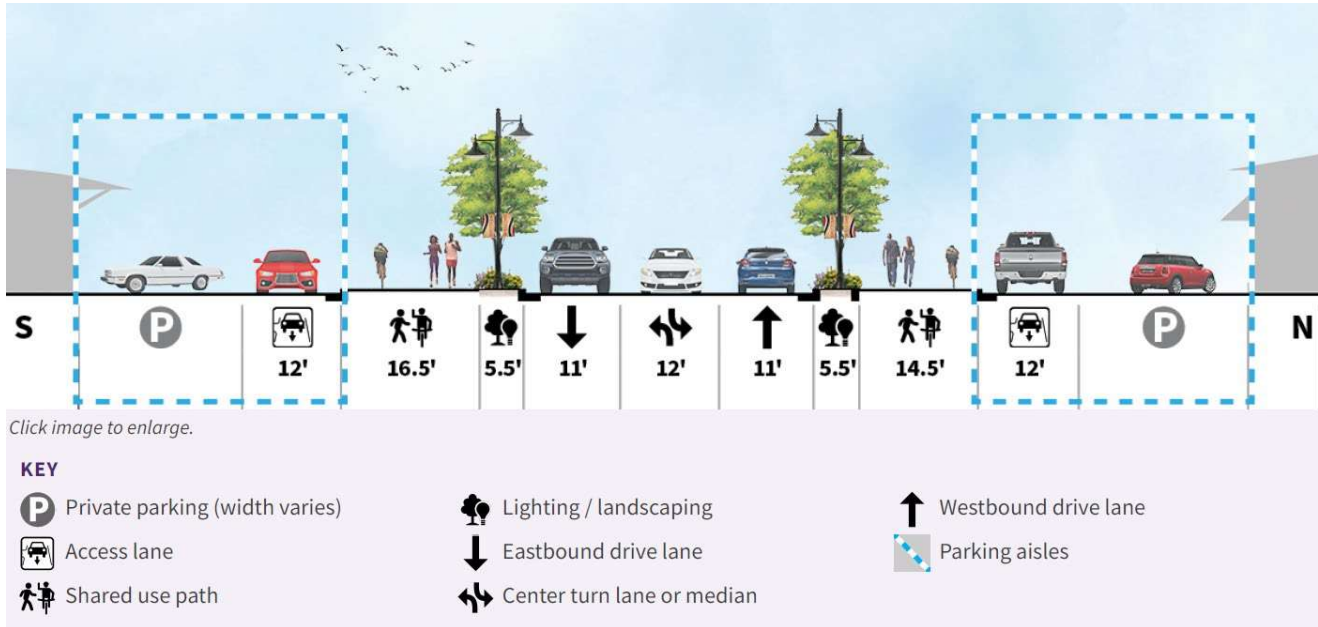 S P P N
12' 16.5' 5.5' 11' 12' 11' 5.5' 14.5' 12'
Click image to enlarge.
KEY
P Private parking (width varies)
Access lane
Shared use path
Lighting / landscaping
Eastbound drive lane
Center turn lane or median
Westbound drive lane
Parking aisles